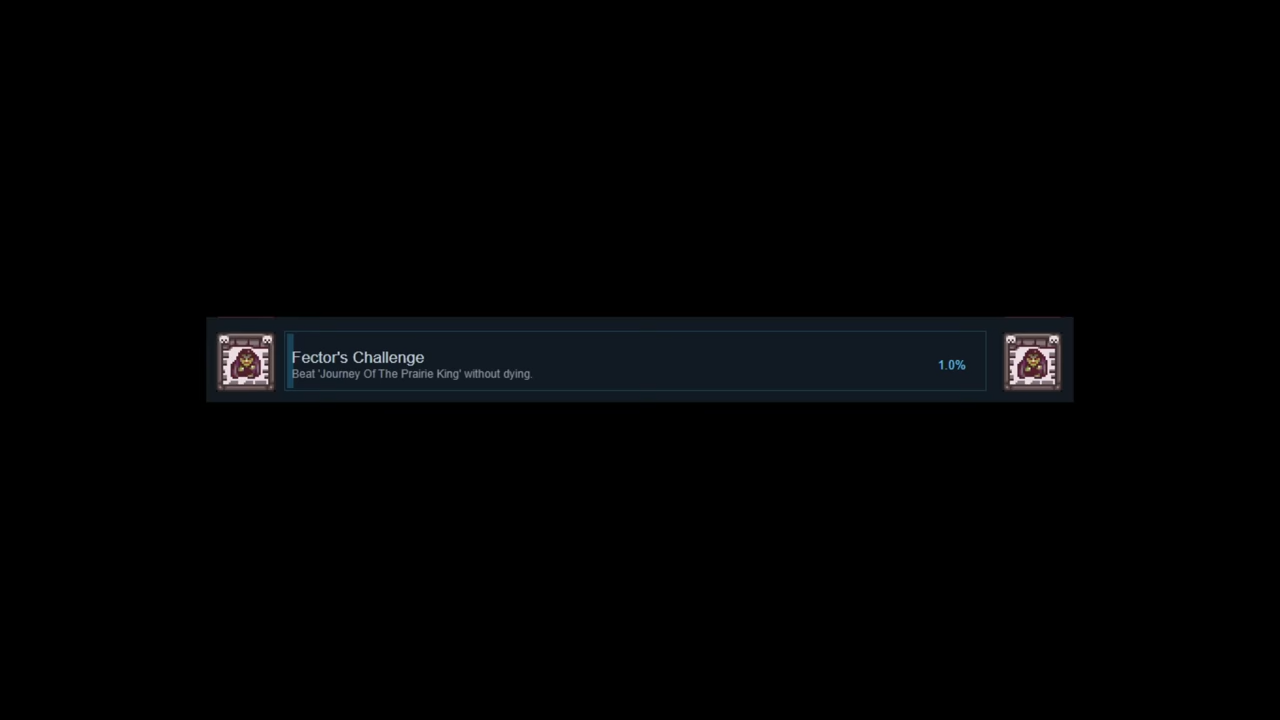 Fector's Challenge
Beat 'Journey Of The Prairie King' without dying.
1.0%